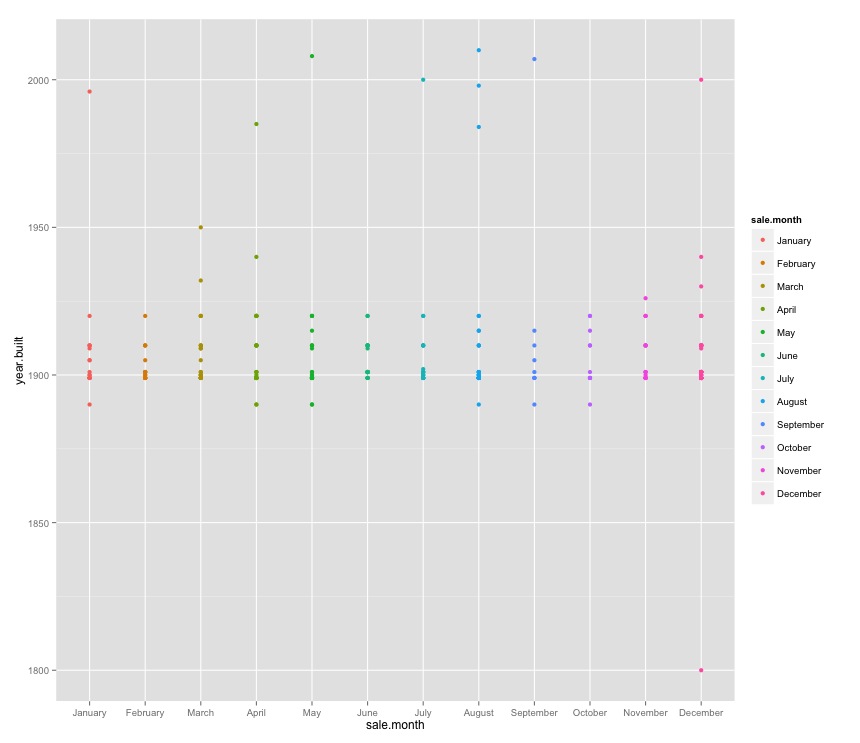 2000
1950
1900
1850
1800
year.built
January February March April May June July August September October November December
sale.month
sale.month
January
February
March
April
May
June
July
August
September
October
November
December